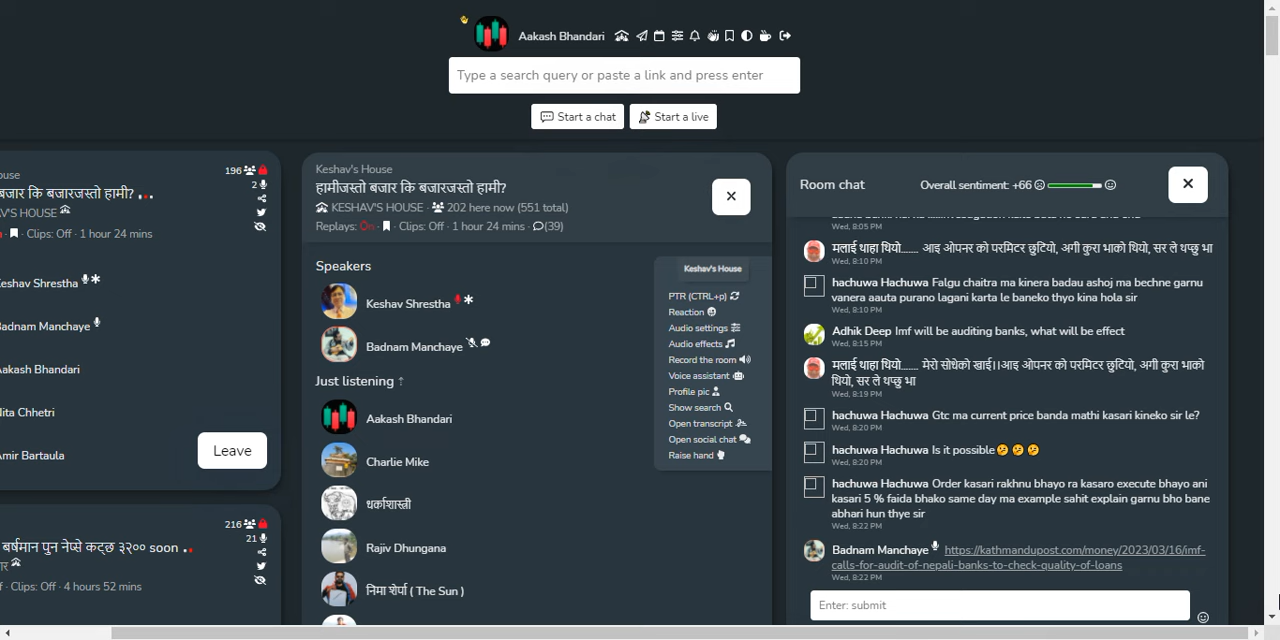 Aakash Bhandari
Type a search query or paste a link and press enter
Start a chat
Start a live
ouse
196
बजार कि बजारजस्तो हामी?
2
V'S HOUSE
Clips: Off · 1 hour 24 mins
eshav Shrestha
Badnam Manchaye
Aakash Bhandari
Nita Chhetri
Amir Bartaula
Leave
216
बर्षमान पुन नेप्से कट्छ ३२०० soon
21
Clips: Off · 4 hours 52 mins
Keshav's House
हामीजस्तो बजार कि बजारजस्तो हामी?
KESHAV'S HOUSE · 202 here now (551 total)
Replays: On · Clips: Off · 1 hour 24 mins · (39)
Speakers
Keshav Shrestha
Badnam Manchaye
Just listening ↑
Aakash Bhandari
Charlie Mike
धर्काशास्ती
Rajiv Dhungana
निमा शेर्पा ( The Sun )
Keshav's House
PTR (CTRL+p)
Reaction
Audio settings
Audio effects
Record the room
Voice assistant
Profile pic
Show search
Open transcript
Open social chat
Raise hand
Room chat
Overall sentiment: +66
Wed, 8:05 PM
मलाई थाहा थियो....... आइ ओपनर को परमिटर छुटियो, अगी कुरा भाको थियो, सर ले थप्छु भा
Wed, 8:10 PM
hachuwa Hachuwa Falgu chaitra ma kinera badau ashoj ma bechne garnu
vanera aauta purano lagani karta le baneko thyo kina hola sir
Wed, 8:10 PM
Adhik Deep Imf will be auditing banks, what will be effect
Wed, 8:15 PM
मलाई थाहा थियो....... मेरो सोधेको खाई।।आइ ओपनर को परमिटर छुटियो, अगी कुरा भाको
थियो, सर ले थप्छु भा
Wed, 8:19 PM
hachuwa Hachuwa Gtc ma current price banda mathi kasari kineko sir le?
Wed, 8:20 PM
hachuwa Hachuwa Is it possible🤔🤔🤔
Wed, 8:20 PM
hachuwa Hachuwa Order kasari rakhnu bhayo ra kasaro execute bhayo ani
kasari 5 % faida bhako same day ma example sahit explain garnu bho bane
abhari hun thye sir
Wed, 8:22 PM
Badnam Manchaye https://kathmandupost.com/money/2023/03/16/imf-
calls-for-audit-of-nepali-banks-to-check-quality-of-loans
Wed, 8:22 PM
Enter: submit